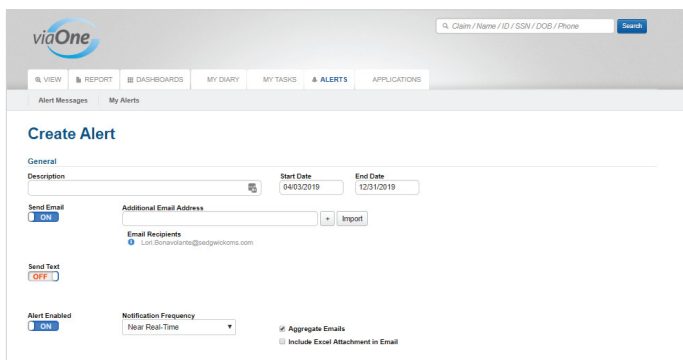 viaOne
Claim / Name / ID / SSN / DOB / Phone
Search
VIEW REPORT DASHBOARDS MY DIARY MY TASKS ALERTS APPLICATIONS
Alert Messages My Alerts
Create Alert
General
Description Start Date End Date
04/03/2019 12/31/2019
Send Email Additional Email Address
ON + Import
Email Recipients
Lori.Bonavolante@sedgwickcms.com
Send Text
OFF
Alert Enabled Notification Frequency
ON Near Real-Time Aggregate Emails
Include Excel Attachment in Email